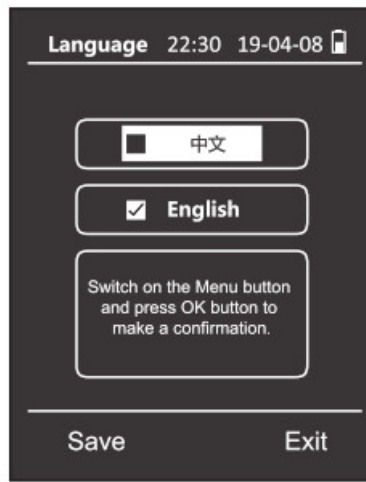 Language 22:30 19-04-08
中文
English
Switch on the Menu button
and press OK button to
make a confirmation.
Save Exit